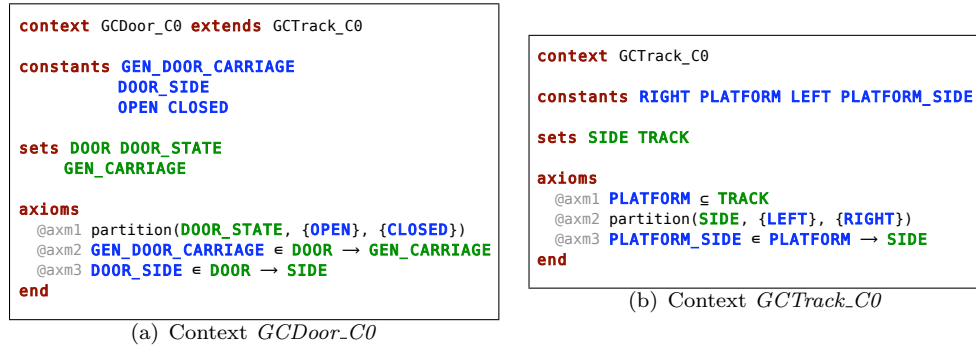 context GCDoor_C0 extends GCTrack_C0
constants GEN_DOOR_CARRIAGE
DOOR_SIDE
OPEN CLOSED
sets DOOR DOOR_STATE
GEN_CARRIAGE
axioms
@axm1 partition(DOOR_STATE, {OPEN}, {CLOSED})
@axm2 GEN_DOOR_CARRIAGE ∈ DOOR → GEN_CARRIAGE
@axm3 DOOR_SIDE ∈ DOOR → SIDE
end
(a) Context GCDoor_C0
context GCTrack_C0
constants RIGHT PLATFORM LEFT PLATFORM_SIDE
sets SIDE TRACK
axioms
@axm1 PLATFORM ⊆ TRACK
@axm2 partition(SIDE, {LEFT}, {RIGHT})
@axm3 PLATFORM_SIDE ∈ PLATFORM → SIDE
end
(b) Context GCTrack_C0